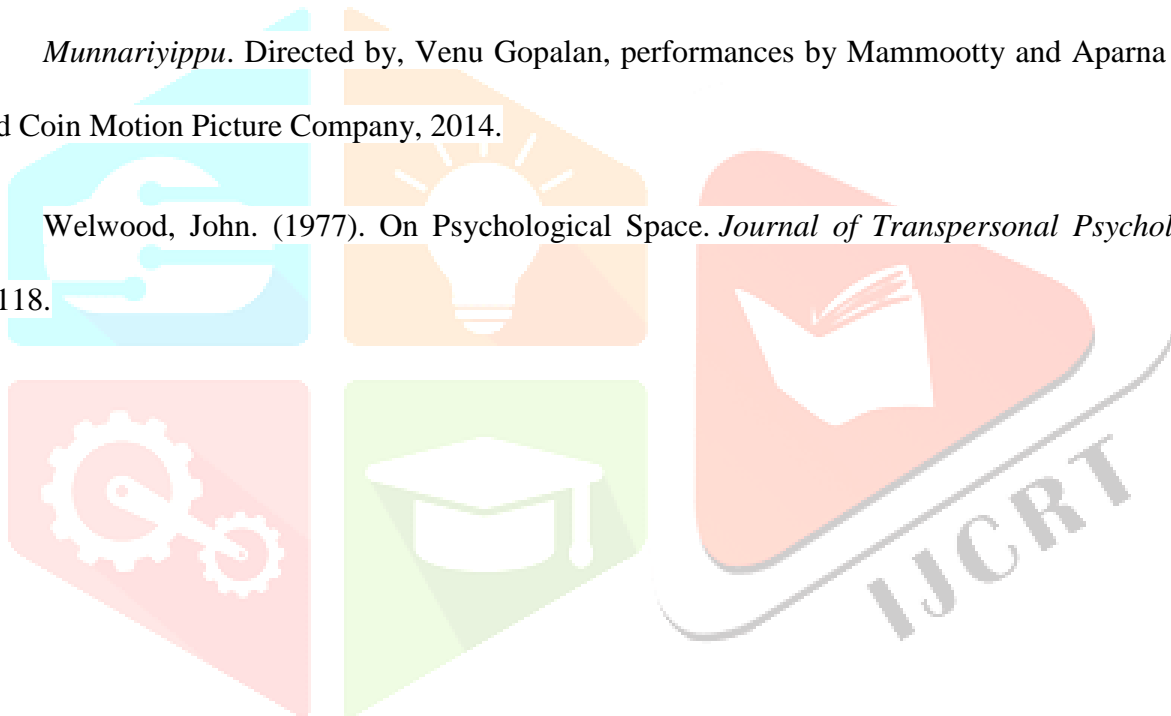 Munnariyippu. Directed by, Venu Gopalan, performances by Mammootty and Aparna
d Coin Motion Picture Company, 2014.
Welwood, John. (1977). On Psychological Space. Journal of Transpersonal Psychol
118.
IJCRT